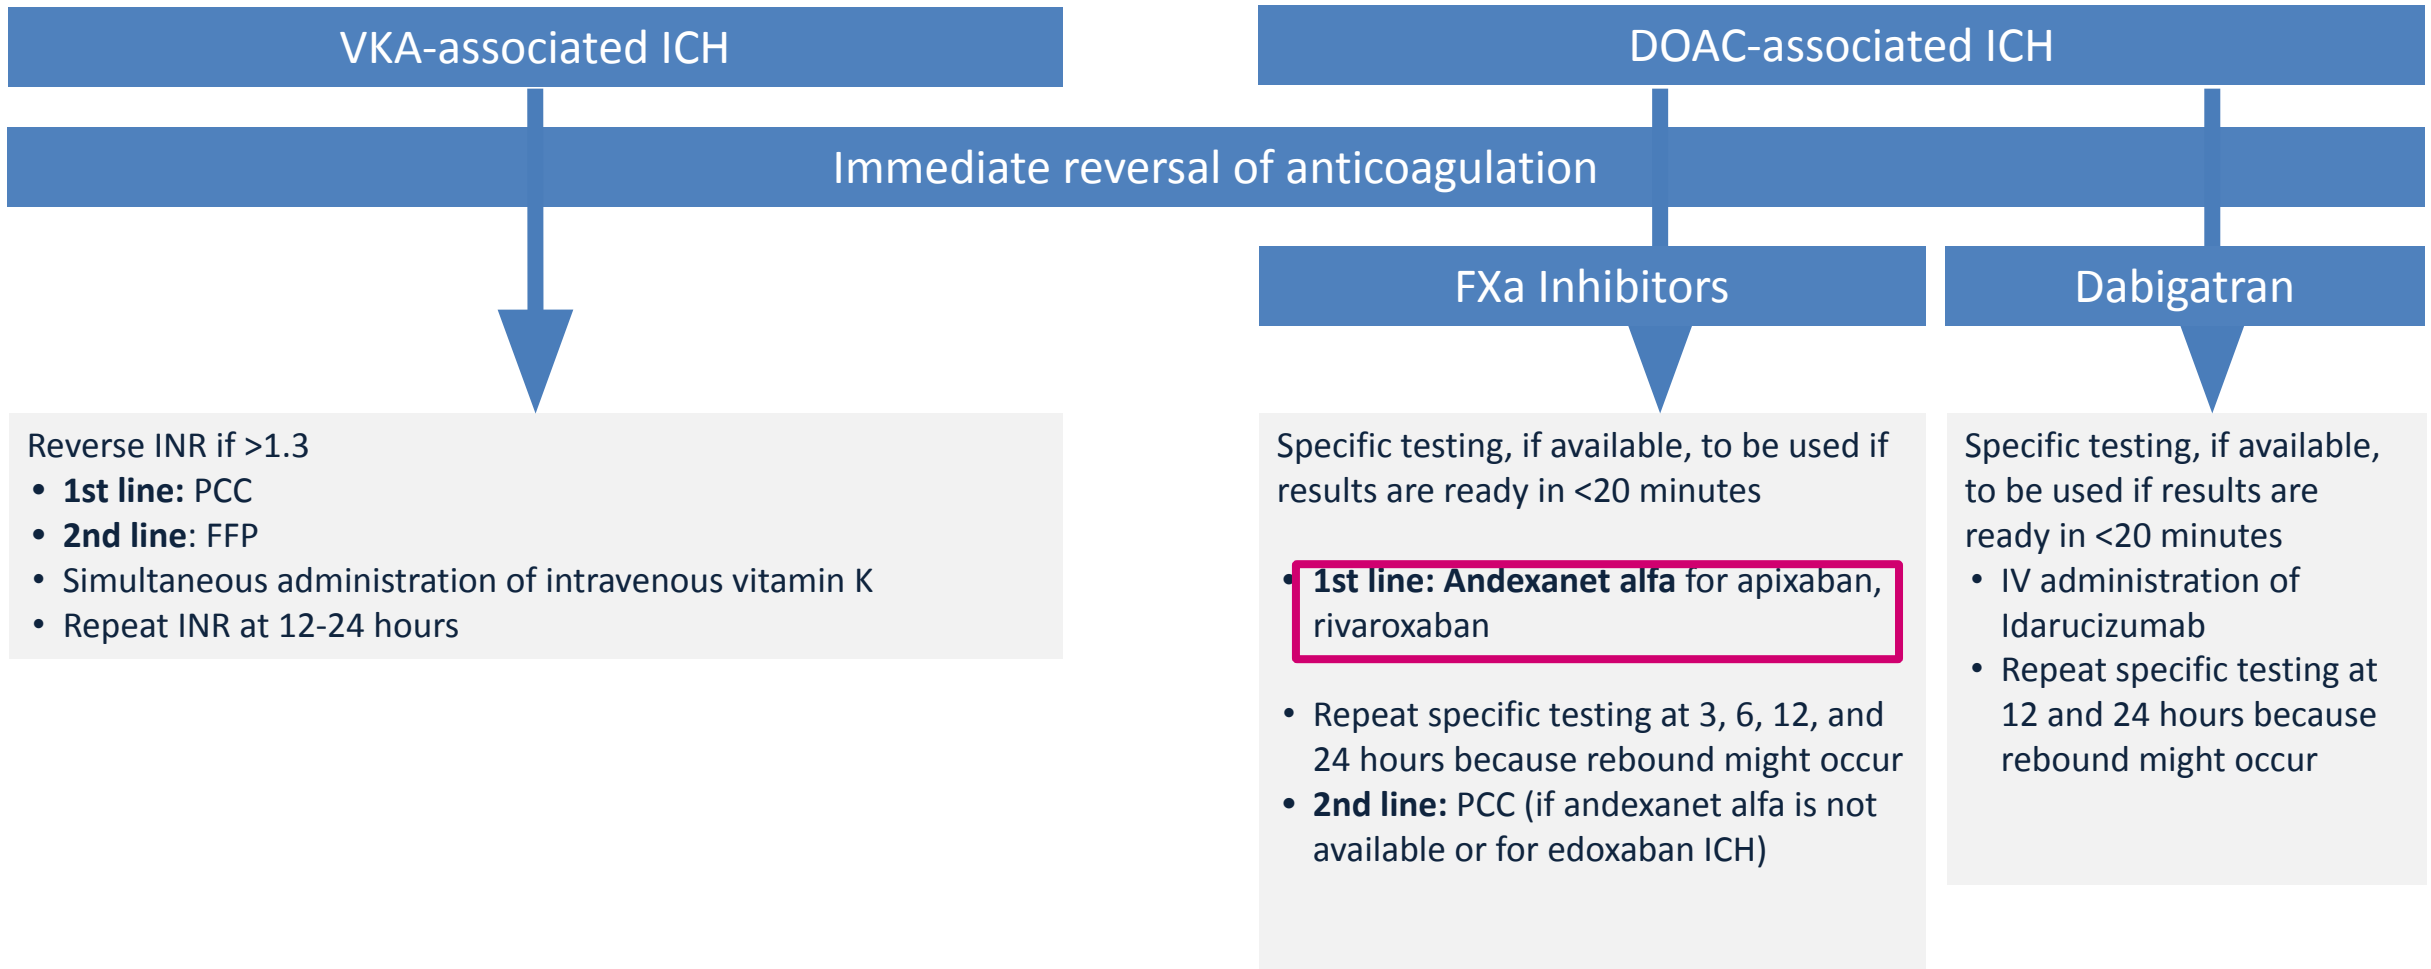 VKA-associated ICH
DOAC-associated ICH
Immediate reversal of anticoagulation
FXa Inhibitors
Dabigatran
Reverse INR if >1.3
• 1st line: PCC
• 2nd line: FFP
• Simultaneous administration of intravenous vitamin K
• Repeat INR at 12-24 hours
Specific testing, if available, to be used if
results are ready in <20 minutes
• 1st line: Andexanet alfa for apixaban,
rivaroxaban
• Repeat specific testing at 3, 6, 12, and
24 hours because rebound might occur
• 2nd line: PCC (if andexanet alfa is not
available or for edoxaban ICH)
Specific testing, if available,
to be used if results are
ready in <20 minutes
• IV administration of
Idarucizumab
• Repeat specific testing at
12 and 24 hours because
rebound might occur